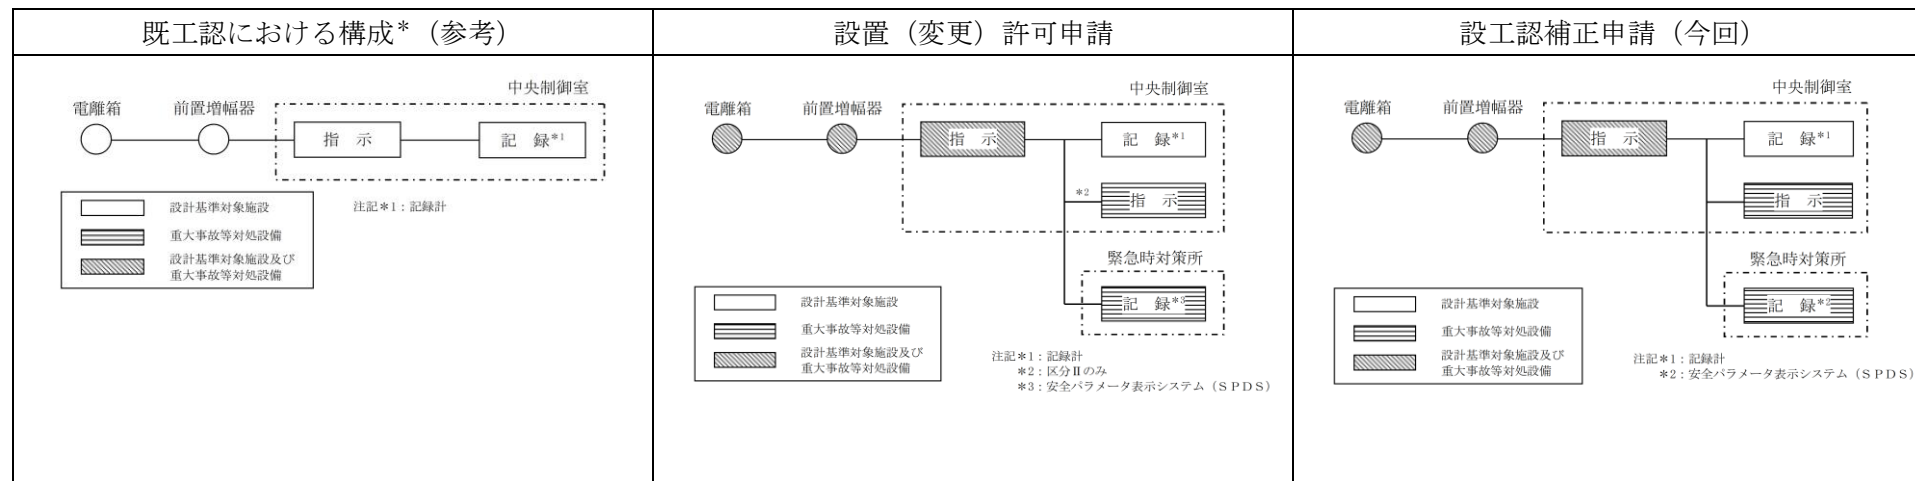 既工認における構成*（参考）
中央制御室
電離箱
前置増幅器
指　示
記　録*1
設計基準対象施設
重大事故等対処設備
設計基準対象施設及び
重大事故等対処設備
注記*1：記録計
設置（変更）許可申請
中央制御室
電離箱
前置増幅器
指　示
記　録*1
*2
指　示
緊急時対策所
記　録*3
設計基準対象施設
重大事故等対処設備
設計基準対象施設及び
重大事故等対処設備
注記*1：記録計
*2：区分Ⅱのみ
*3：安全パラメータ表示システム（ＳＰＤＳ）
設工認補正申請（今回）
中央制御室
電離箱
前置増幅器
指　示
記　録*1
指　示
緊急時対策所
記　録*2
設計基準対象施設
重大事故等対処設備
設計基準対象施設及び
重大事故等対処設備
注記*1：記録計
*2：安全パラメータ表示システム（ＳＰＤＳ）